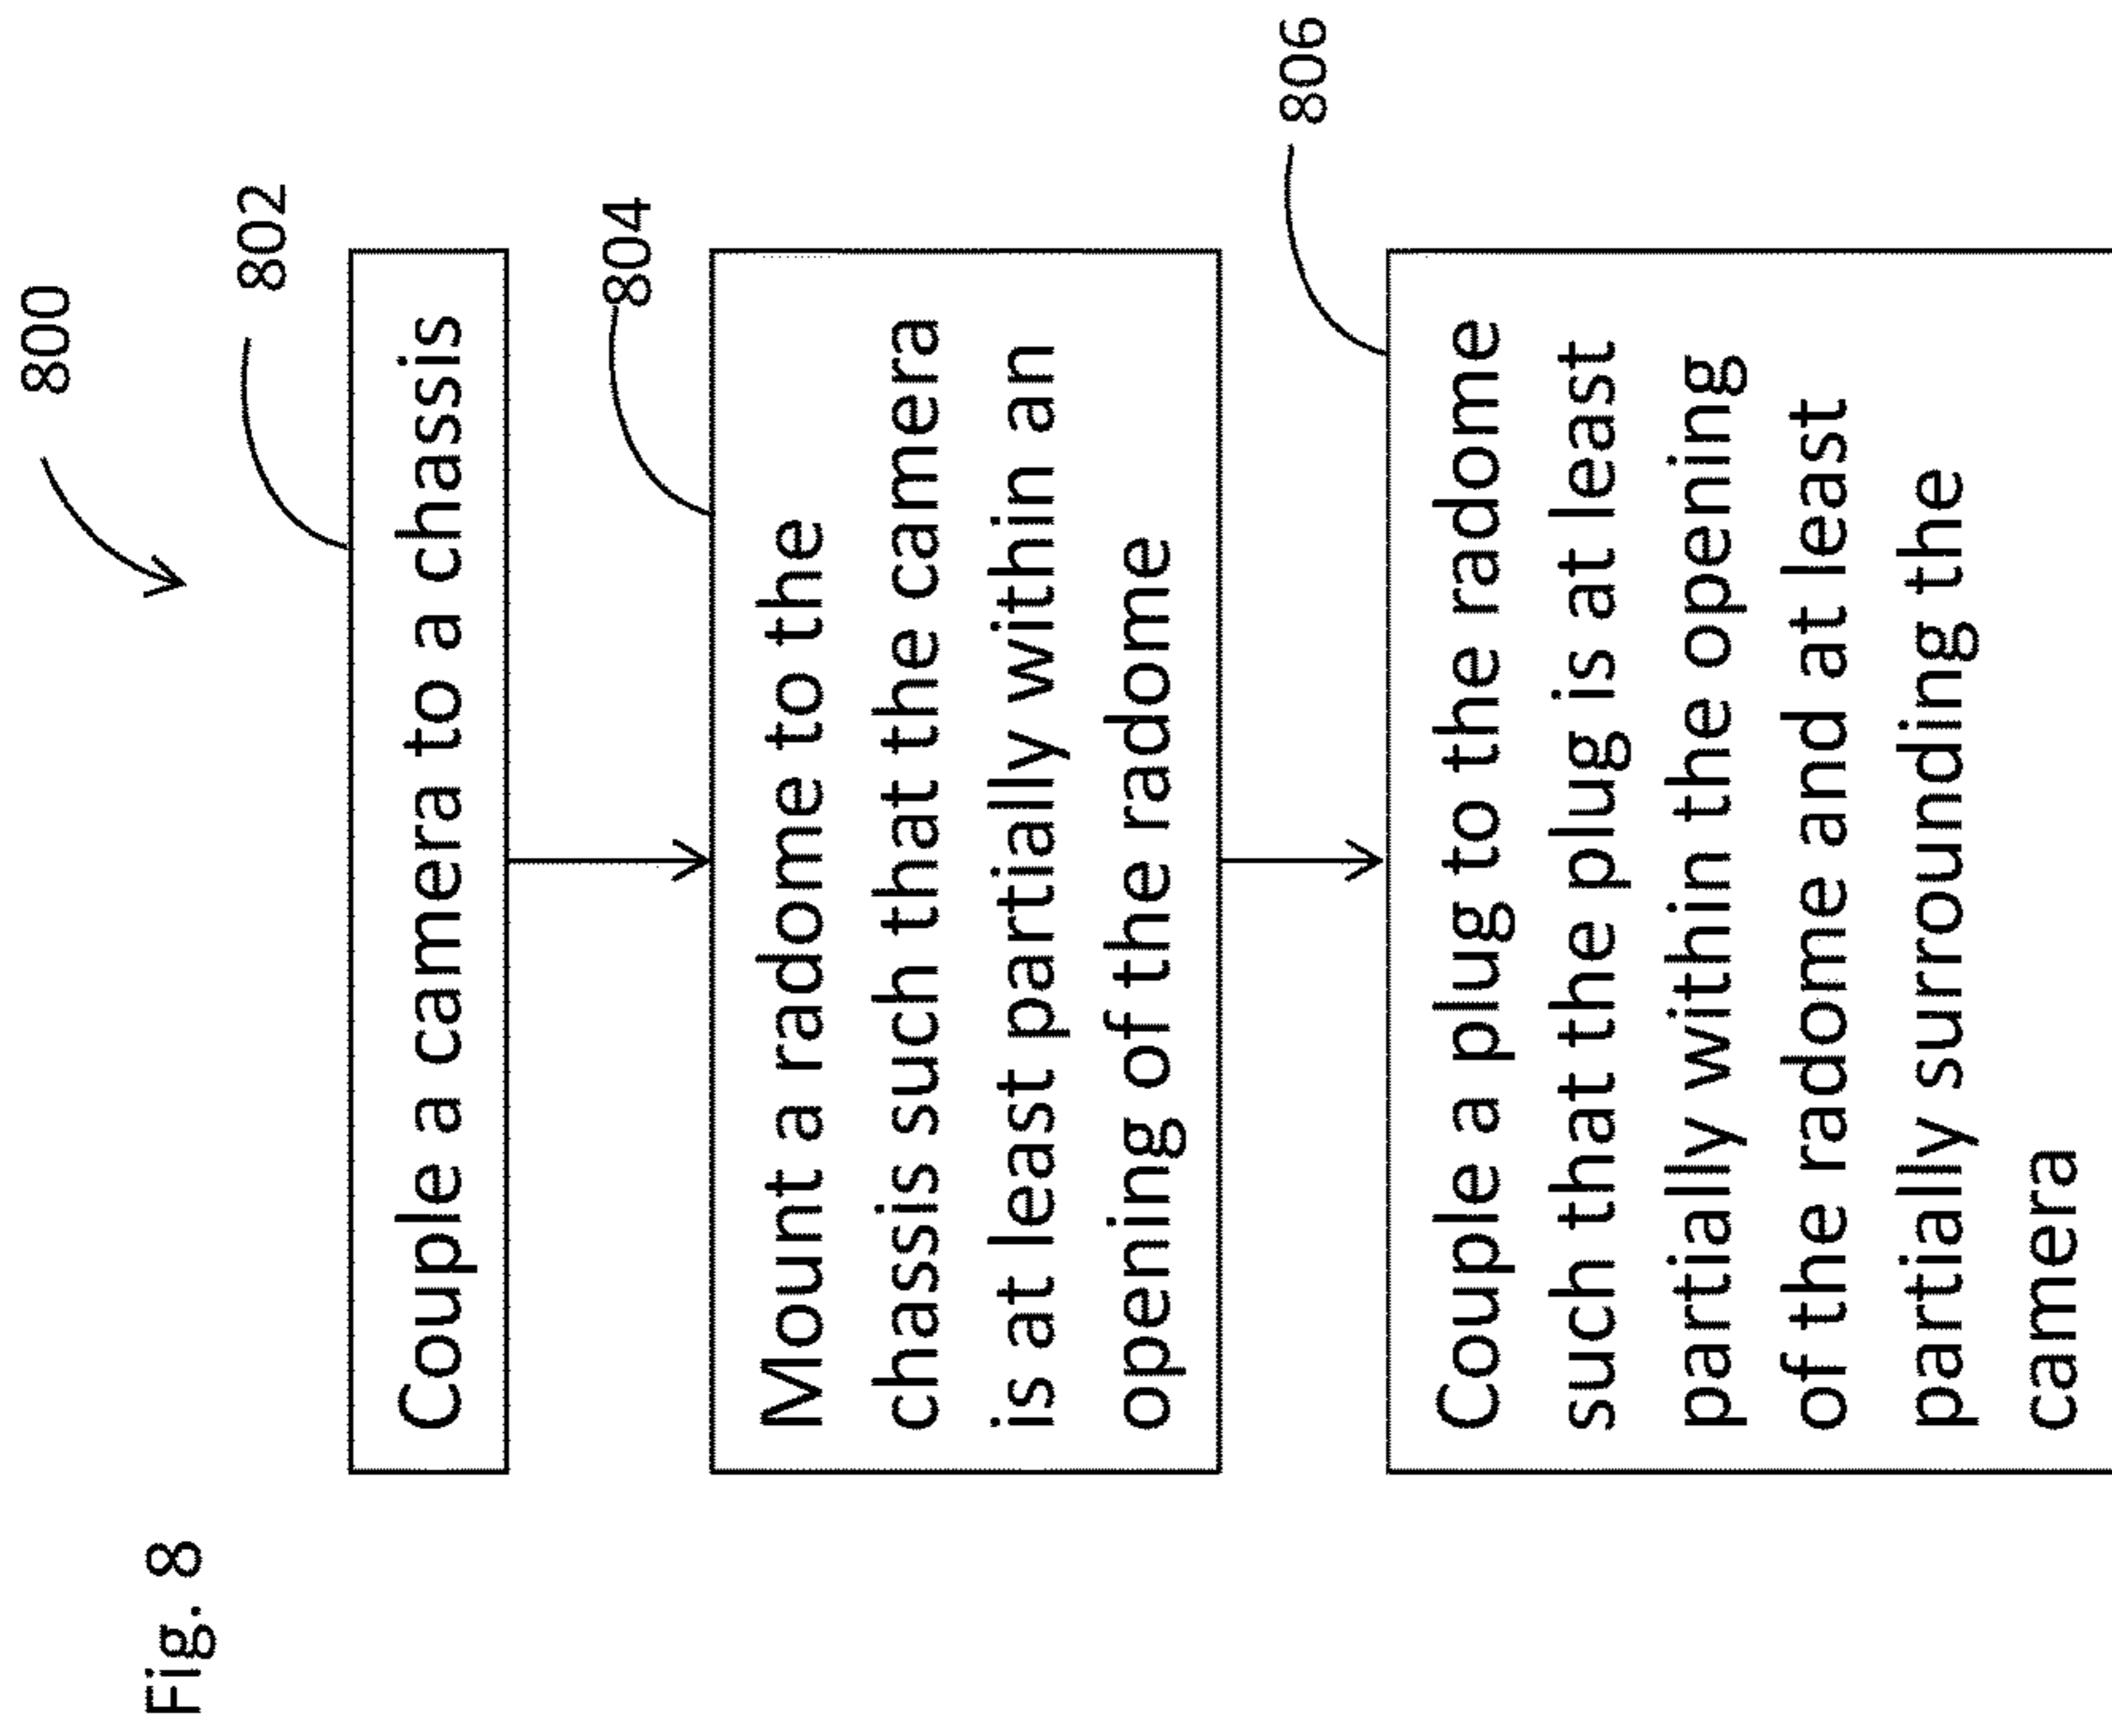 Fig. 8
800
802
Couple a camera to a chassis
804
Mount a radome to the
chassis such that the camera
is at least partially within an
opening of the radome
806
Couple a plug to the radome
such that the plug is at least
partially within the opening
of the radome and at least
partially surrounding the
camera